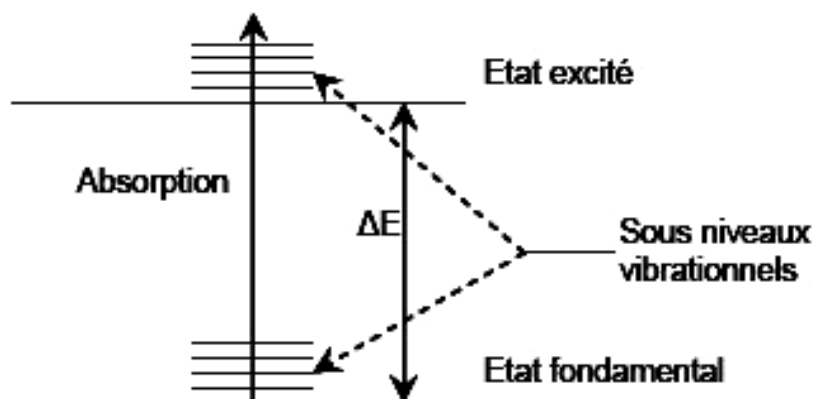 Etat excité
Absorption
ΔE
Sous niveaux
vibrationnels
Etat fondamental